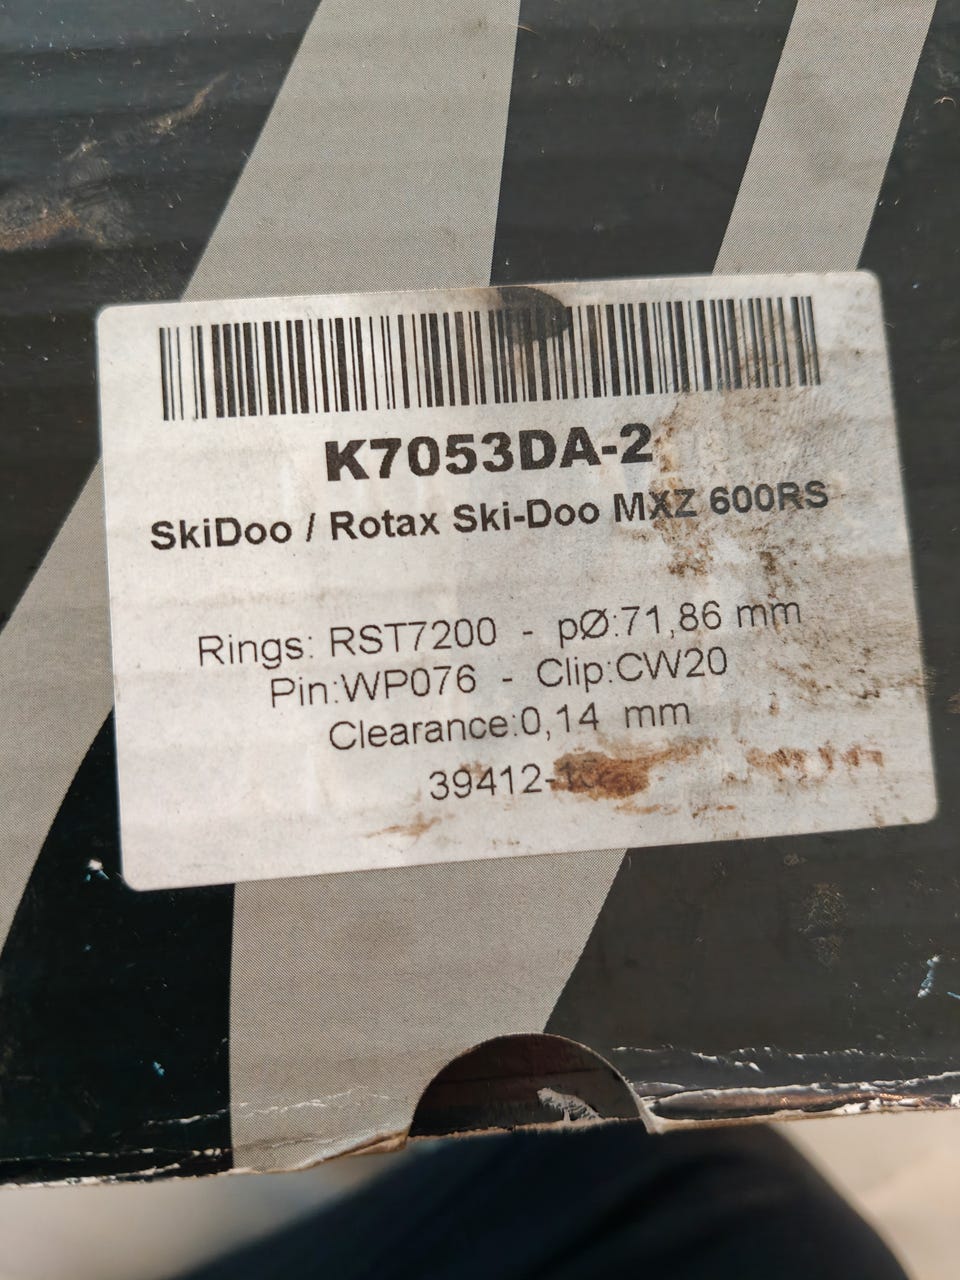 K7053DA-2
SkiDoo / Rotax Ski-Doo MXZ 600RS
Rings: RST7200 - pØ:71,86 mm
Pin:WP076 - Clip:CW20
Clearance:0,14 mm
39412-